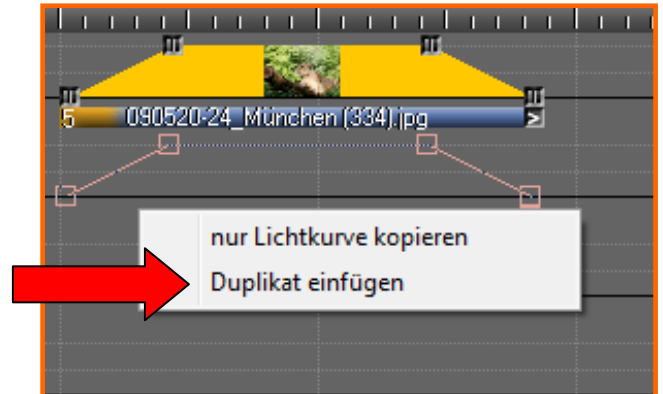 5 090520-24_München (334).jpg
>
nur Lichtkurve kopieren
Duplikat einfügen